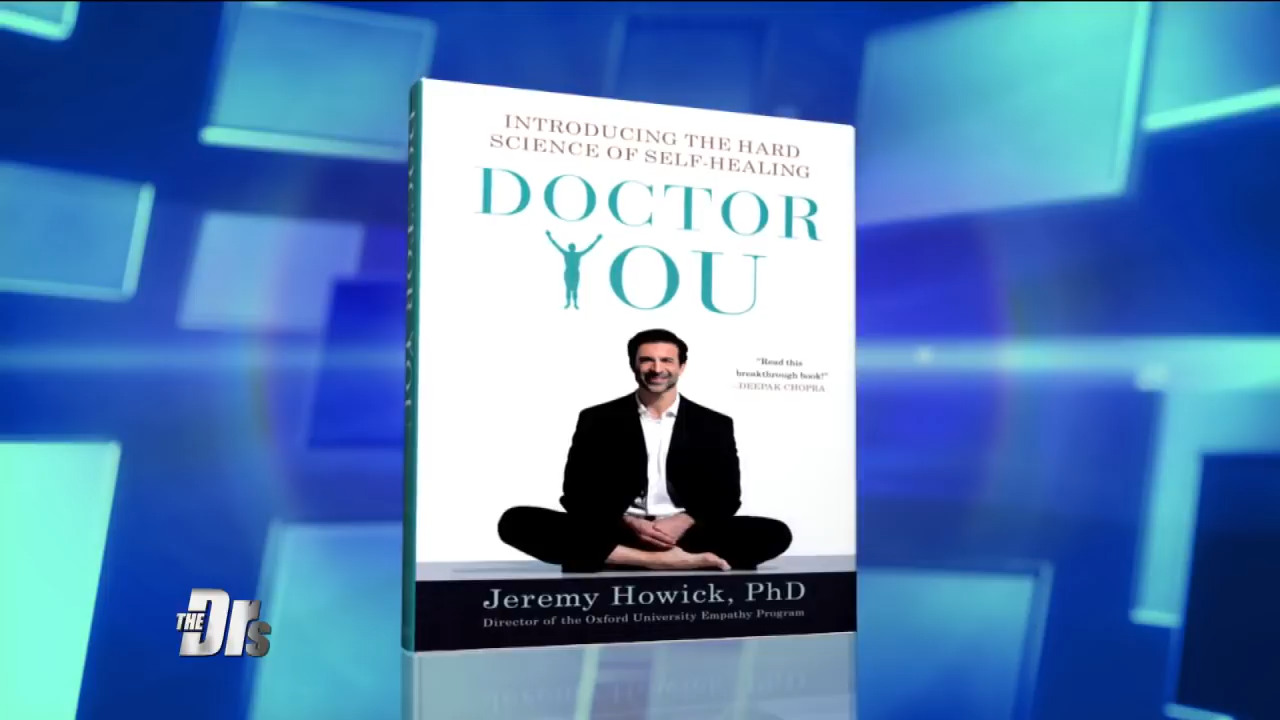 INTRODUCING THE HARD
SCIENCE OF SELF-HEALING
DOCTOR
YOU
"Read this
breakthrough book!"
—DEEPAK CHOPRA
Jeremy Howick, PhD
Director of the Oxford University Empathy Program
THE
Drs